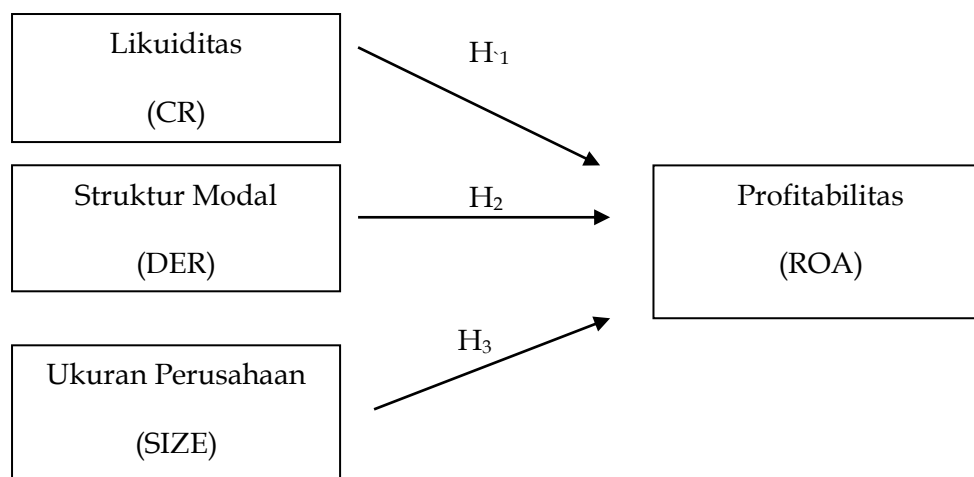 Likuiditas
(CR)
H`1
Struktur Modal
(DER)
H2
Profitabilitas
(ROA)
Ukuran Perusahaan
(SIZE)
H3